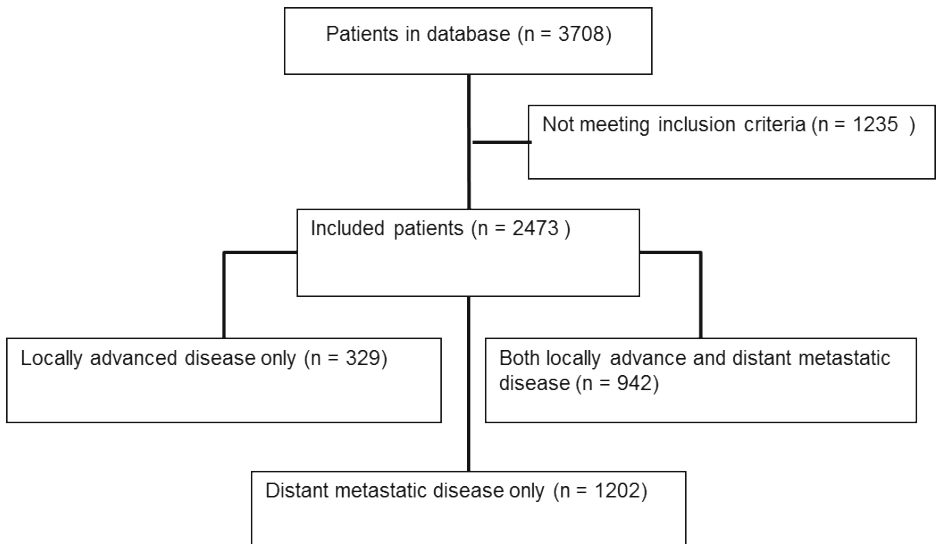 Patients in database (n = 3708)
Not meeting inclusion criteria (n = 1235 )
Included patients (n = 2473 )
Locally advanced disease only (n = 329)
Both locally advance and distant metastatic
disease (n = 942)
Distant metastatic disease only (n = 1202)